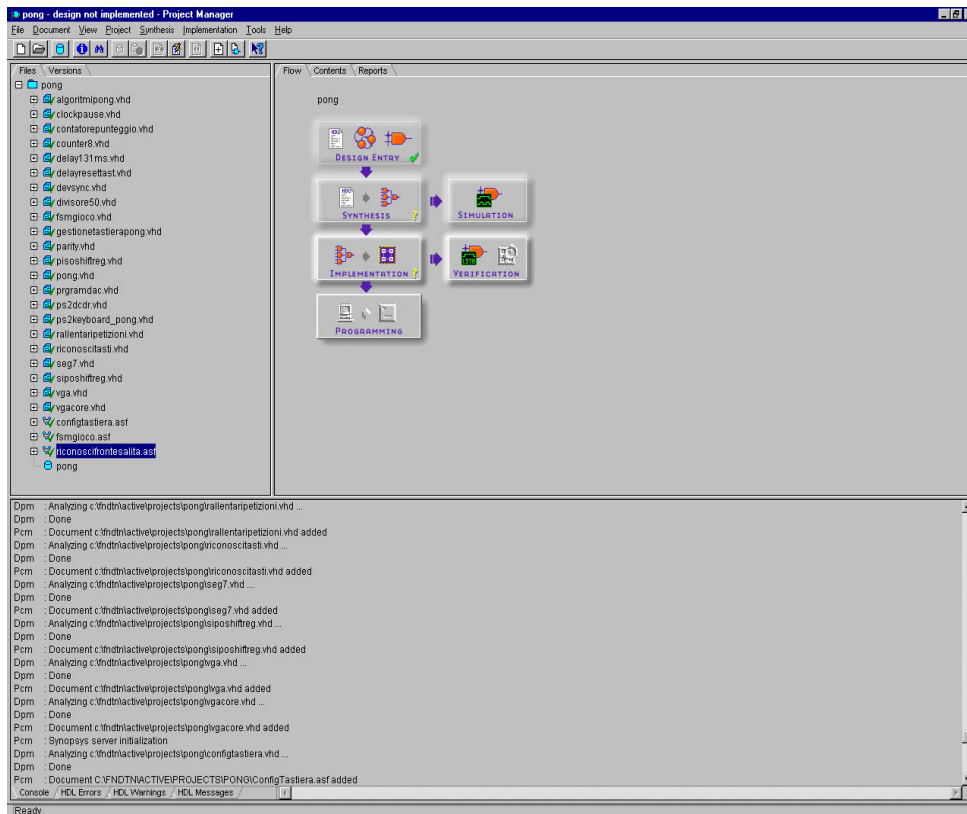 pong - design not implemented - Project Manager
File Document View Project Synthesis Implementation Tools Help
Files Versions
Flow Contents Reports
pong
algoritmipong.vhd
clockpause.vhd
contatorepunteggio.vhd
counter8.vhd
delay131ms.vhd
delayresettast.vhd
devsync.vhd
divisore50.vhd
fsmgioco.vhd
gestionetastierapong.vhd
parity.vhd
pisoshiftreg.vhd
pong.vhd
prgramdac.vhd
ps2dcdr.vhd
ps2keyboard_pong.vhd
rallentaripetizioni.vhd
riconoscitasti.vhd
seg7.vhd
siposhiftreg.vhd
vga.vhd
vgacore.vhd
configtastiera.asf
fsmgioco.asf
riconoscifrontesalita.asf
pong
pong
DESIGN ENTRY
SYNTHESIS ?
SIMULATION
IMPLEMENTATION ?
VERIFICATION
PROGRAMMING
Dpm : Analyzing c:\fndtn\active\projects\pong\rallentaripetizioni.vhd ...
Dpm : Done
Pcm : Document c:\fndtn\active\projects\pong\rallentaripetizioni.vhd added
Dpm : Analyzing c:\fndtn\active\projects\pong\riconoscitasti.vhd ...
Dpm : Done
Pcm : Document c:\fndtn\active\projects\pong\riconoscitasti.vhd added
Dpm : Analyzing c:\fndtn\active\projects\pong\seg7.vhd ...
Dpm : Done
Pcm : Document c:\fndtn\active\projects\pong\seg7.vhd added
Dpm : Analyzing c:\fndtn\active\projects\pong\siposhiftreg.vhd ...
Dpm : Done
Pcm : Document c:\fndtn\active\projects\pong\siposhiftreg.vhd added
Dpm : Analyzing c:\fndtn\active\projects\pong\vga.vhd ...
Dpm : Done
Pcm : Document c:\fndtn\active\projects\pong\vga.vhd added
Dpm : Analyzing c:\fndtn\active\projects\pong\vgacore.vhd ...
Dpm : Done
Pcm : Document c:\fndtn\active\projects\pong\vgacore.vhd added
Pcm : Synopsys server initialization
Dpm : Analyzing c:\fndtn\active\projects\pong\configtastiera.vhd ...
Dpm : Done
Pcm : Document C:\FNDTN\ACTIVE\PROJECTS\PONG\ConfigTastiera.asf added
Console HDL Errors HDL Warnings HDL Messages
Ready